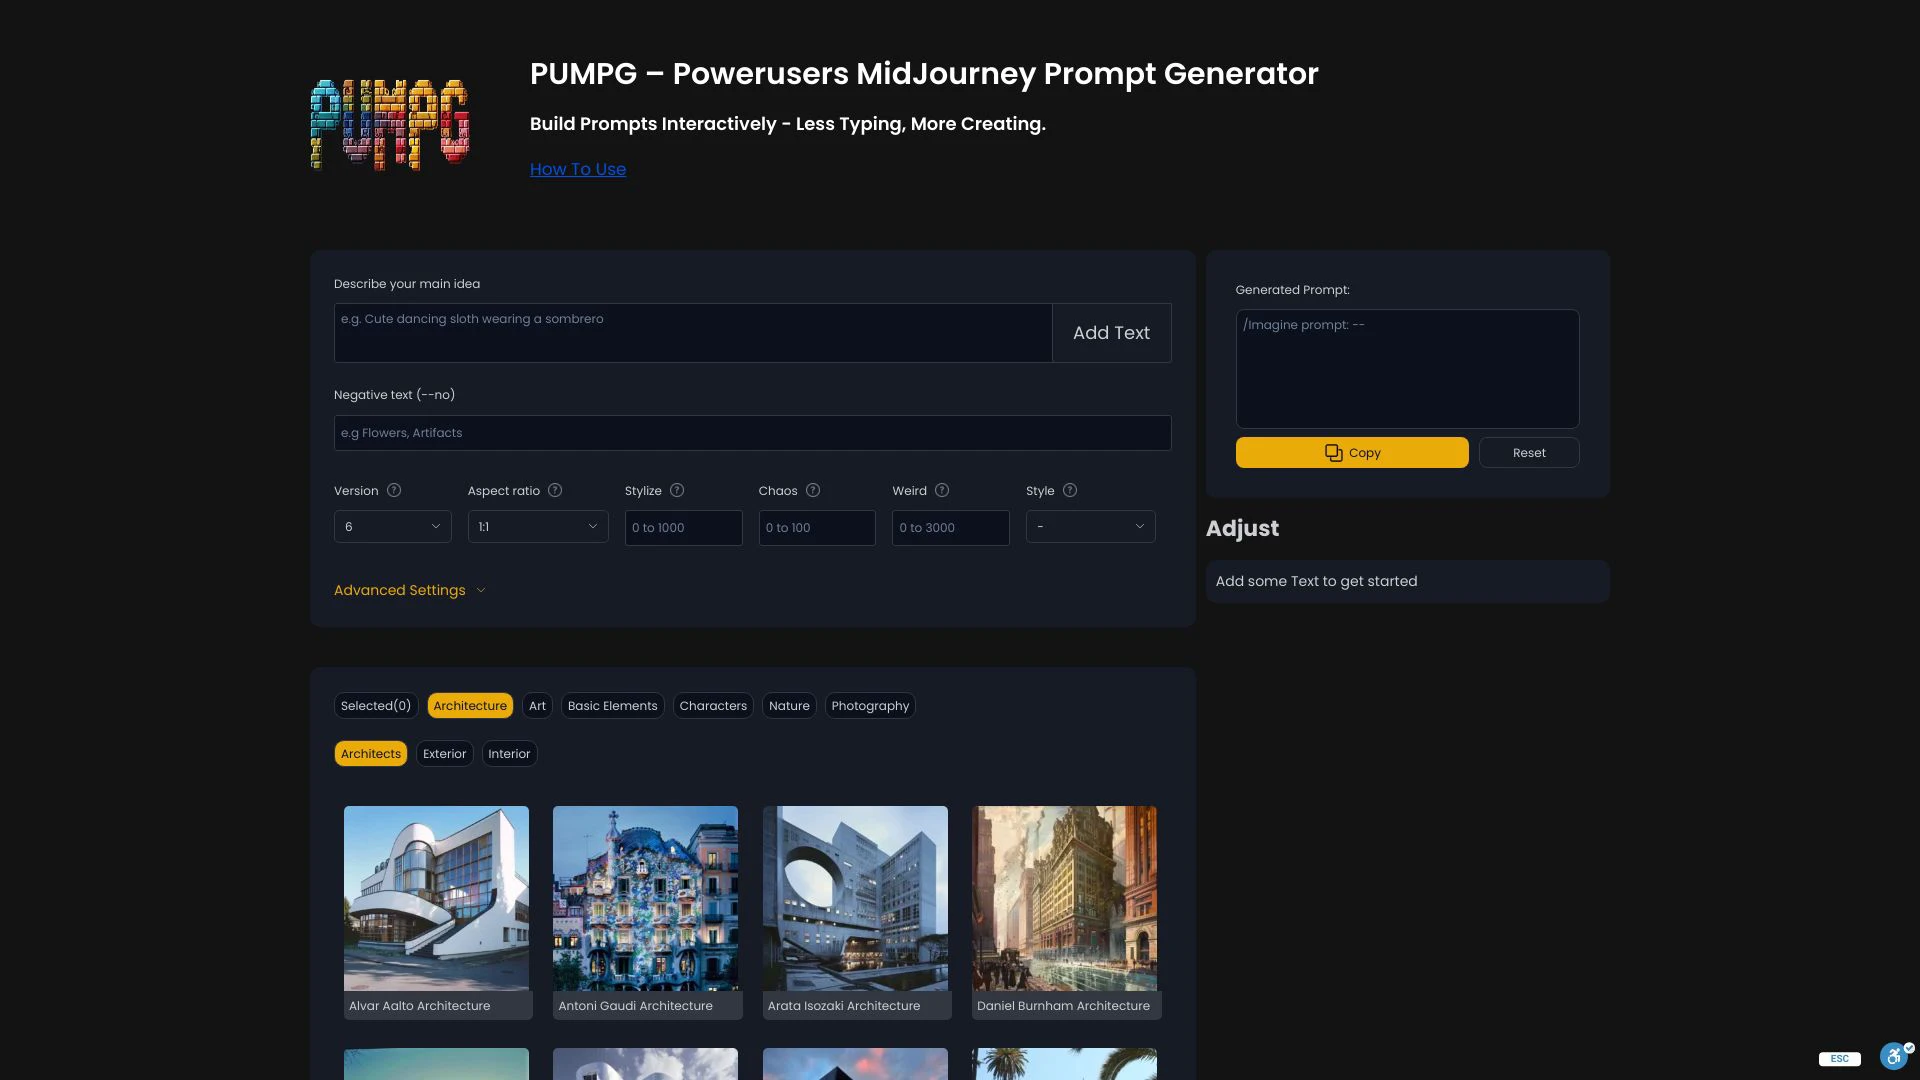 PUMPG
PUMPG – Powerusers MidJourney Prompt Generator
Build Prompts Interactively - Less Typing, More Creating.
How To Use
Describe your main idea
e.g. Cute dancing sloth wearing a sombrero
Add Text
Negative text (--no)
e.g Flowers, Artifacts
Version ?
Aspect ratio ?
Stylize ?
Chaos ?
Weird ?
Style ?
6
1:1
0 to 1000
0 to 100
0 to 3000
-
Advanced Settings
Generated Prompt:
/Imagine prompt: --
Copy
Reset
Adjust
Add some Text to get started
Selected(0)
Architecture
Art
Basic Elements
Characters
Nature
Photography
Architects
Exterior
Interior
Alvar Aalto Architecture
Antoni Gaudi Architecture
Arata Isozaki Architecture
Daniel Burnham Architecture
ESC